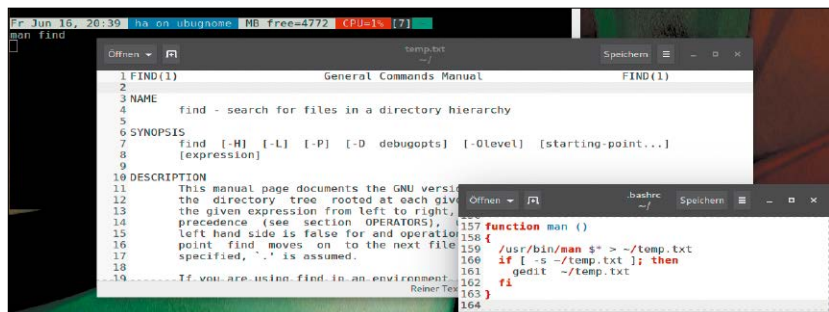 Fr Jun 16, 20:39 ha on ubugnome MB free=4772 CPU=1% [7]
man find
Öffnen
temp.txt
~/
Speichern
1 FIND(1) General Commands Manual FIND(1)
2
3 NAME
4 find - search for files in a directory hierarchy
5
6 SYNOPSIS
7 find [-H] [-L] [-P] [-D debugopts] [-Olevel] [starting-point...]
8 [expression]
9
10 DESCRIPTION
11 This manual page documents the GNU versi
12 the directory tree rooted at each give
13 the given expression from left to right,
14 precedence (see section OPERATORS),
15 left hand side is false for and operation
16 point find moves on to the next file
17 specified, `.' is assumed.
18
19 If you are using find in an environment
Reiner Tex
Öffnen
.bashrc
~/
Speichern
157 function man ()
158 {
159 /usr/bin/man $* > ~/temp.txt
160 if [ -s ~/temp.txt ]; then
161 gedit ~/temp.txt
162 fi
163 }
164